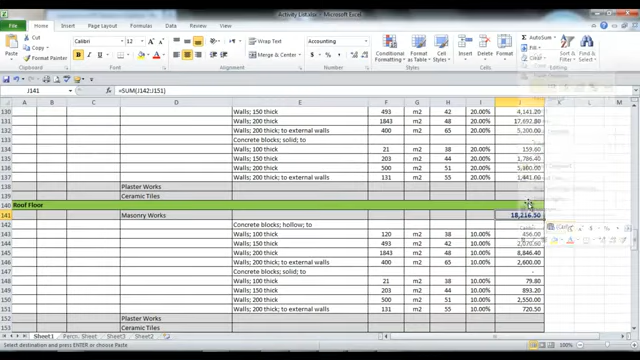 Activity List.xlsx - Microsoft Excel
File Home Insert Page Layout Formulas Data Review View
Cut
Copy
Format Painter
Paste
Clipboard
Calibri 12
Font
Wrap Text
Merge & Center
Alignment
Accounting
Number
Conditional Formatting
Format as Table
Cell Styles
Styles
Insert Delete Format
Cells
AutoSum
Fill
Clear
Sort & Filter
Find & Select
J141 =SUM(J142:J151)
A B C D E F G H I J K L M
130 Walls; 150 thick 493 m2 42 20.00% 4,141.20
131 Walls; 200 thick 1843 m2 48 20.00% 17,692.80
132 Walls; 200 thick; to external walls 400 m2 65 20.00% 5,200.00
133 Concrete blocks; solid; to -
134 Walls; 100 thick 21 m2 38 20.00% 159.60
135 Walls; 150 thick 203 m2 44 20.00% 1,786.40
136 Walls; 200 thick 500 m2 51 20.00% 5,100.00
137 Walls; 200 thick; to external walls 131 m2 55 20.00% 1,441.00
138 Plaster Works
139 Ceramic Tiles
140 Roof Floor
141 Masonry Works 18,216.50
142 Concrete blocks; hollow; to
143 Walls; 100 thick 120 m2 38 10.00% 456.00
144 Walls; 150 thick 493 m2 42 10.00% 2,070.60
145 Walls; 200 thick 1843 m2 48 10.00% 8,846.40
146 Walls; 200 thick; to external walls 400 m2 65 10.00% 2,600.00
147 Concrete blocks; solid; to -
148 Walls; 100 thick 21 m2 38 10.00% 79.80
149 Walls; 150 thick 203 m2 44 10.00% 893.20
150 Walls; 200 thick 500 m2 51 10.00% 2,550.00
151 Walls; 200 thick; to external walls 131 m2 55 10.00% 720.50
152 Plaster Works
153 Ceramic Tiles
Sheet1 Percn. Sheet Sheet3 Sheet2
Select destination and press ENTER or choose Paste 100%